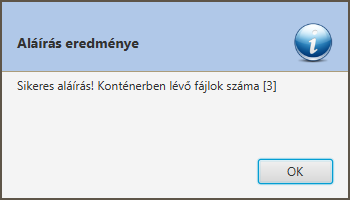 Aláírás eredménye
Sikeres aláírás! Konténerben lévő fájlok száma [3]
OK